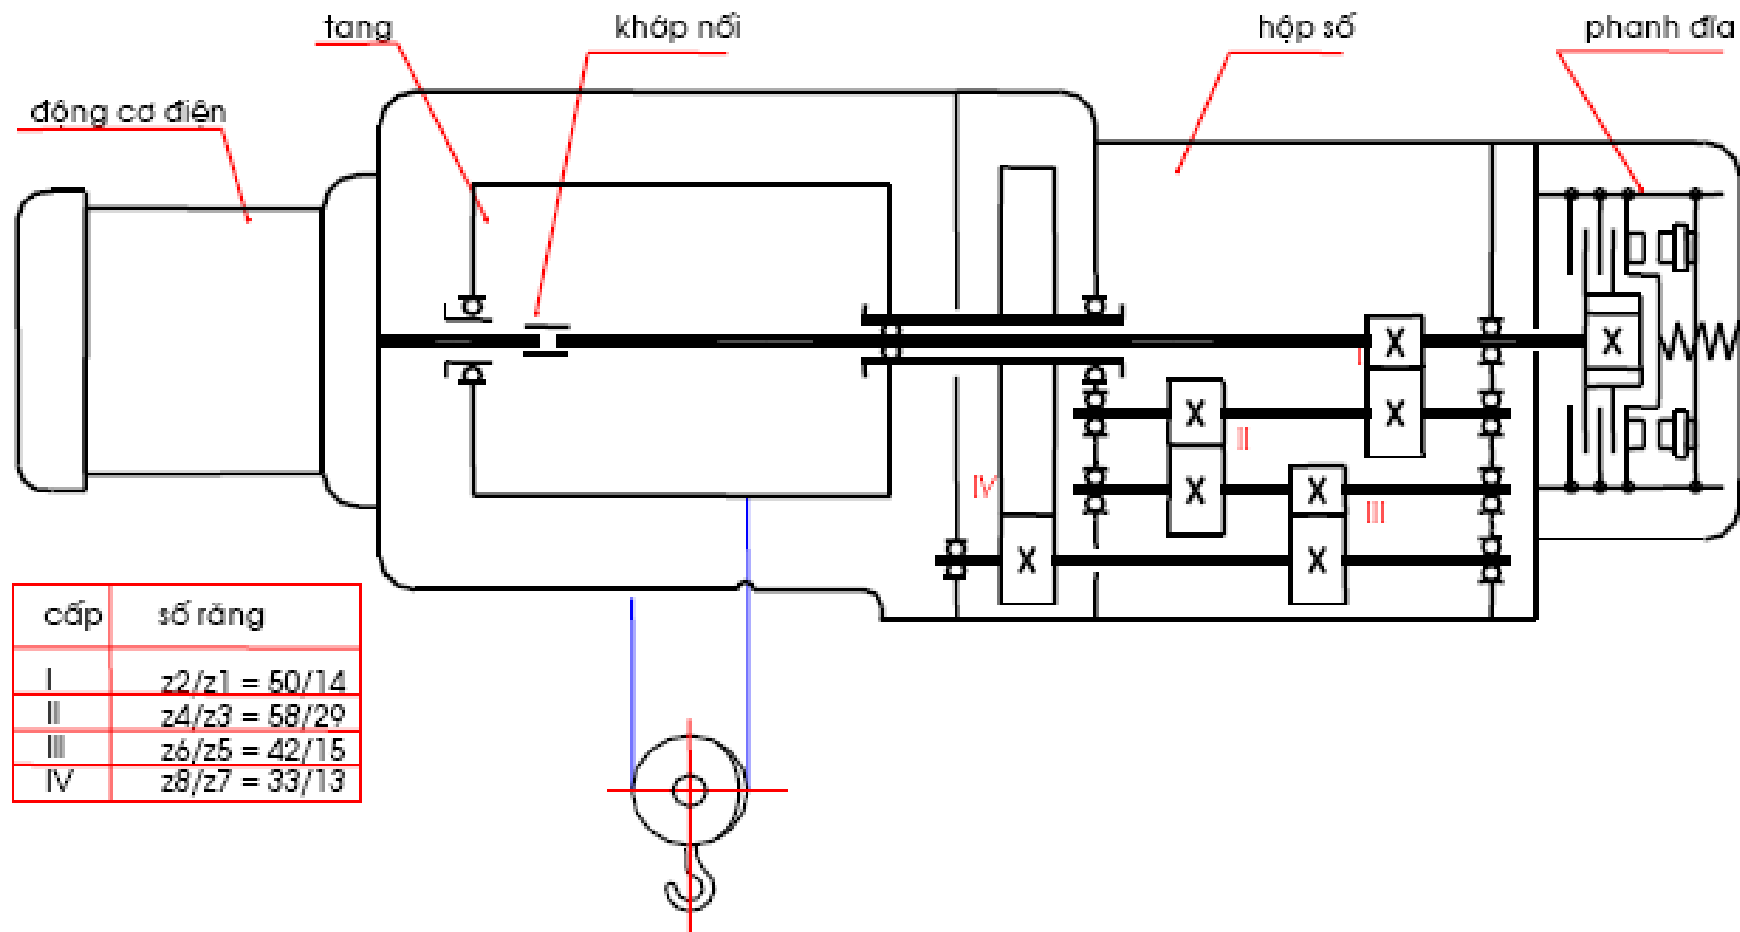 tang
khớp nối
hộp số
phanh đĩa
động cơ điện
I
II
III
IV
cấp số răng
I z2/z1 = 50/14
II z4/z3 = 58/29
III z6/z5 = 42/15
IV z8/z7 = 33/13